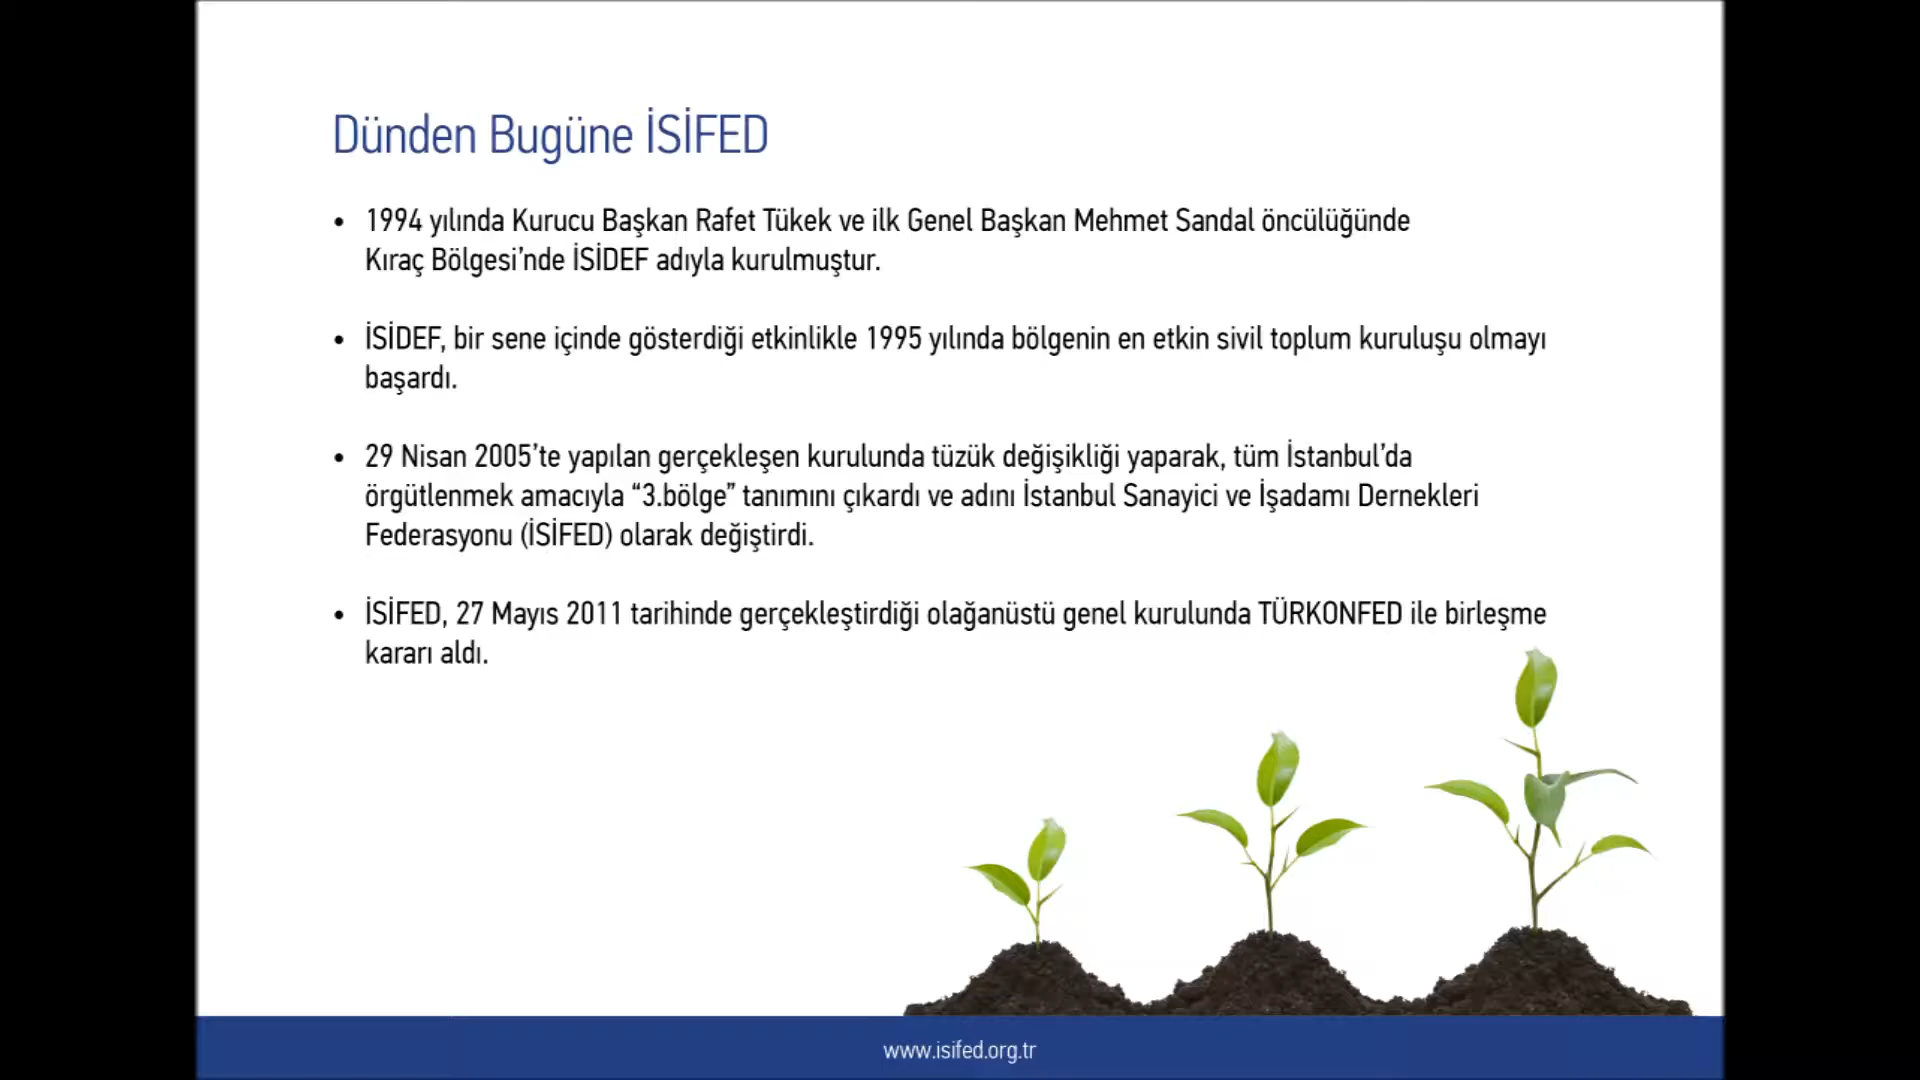 Dünden Bugüne İSİFED
• 1994 yılında Kurucu Başkan Rafet Tükek ve ilk Genel Başkan Mehmet Sandal öncülüğünde
Kıraç Bölgesi’nde İSİDEF adıyla kurulmuştur.
• İSİDEF, bir sene içinde gösterdiği etkinlikle 1995 yılında bölgenin en etkin sivil toplum kuruluşu olmayı
başardı.
• 29 Nisan 2005’te yapılan gerçekleşen kurulunda tüzük değişikliği yaparak, tüm İstanbul’da
örgütlenmek amacıyla “3.bölge” tanımını çıkardı ve adını İstanbul Sanayici ve İşadamı Dernekleri
Federasyonu (İSİFED) olarak değiştirdi.
• İSİFED, 27 Mayıs 2011 tarihinde gerçekleştirdiği olağanüstü genel kurulunda TÜRKONFED ile birleşme
kararı aldı.
www.isifed.org.tr